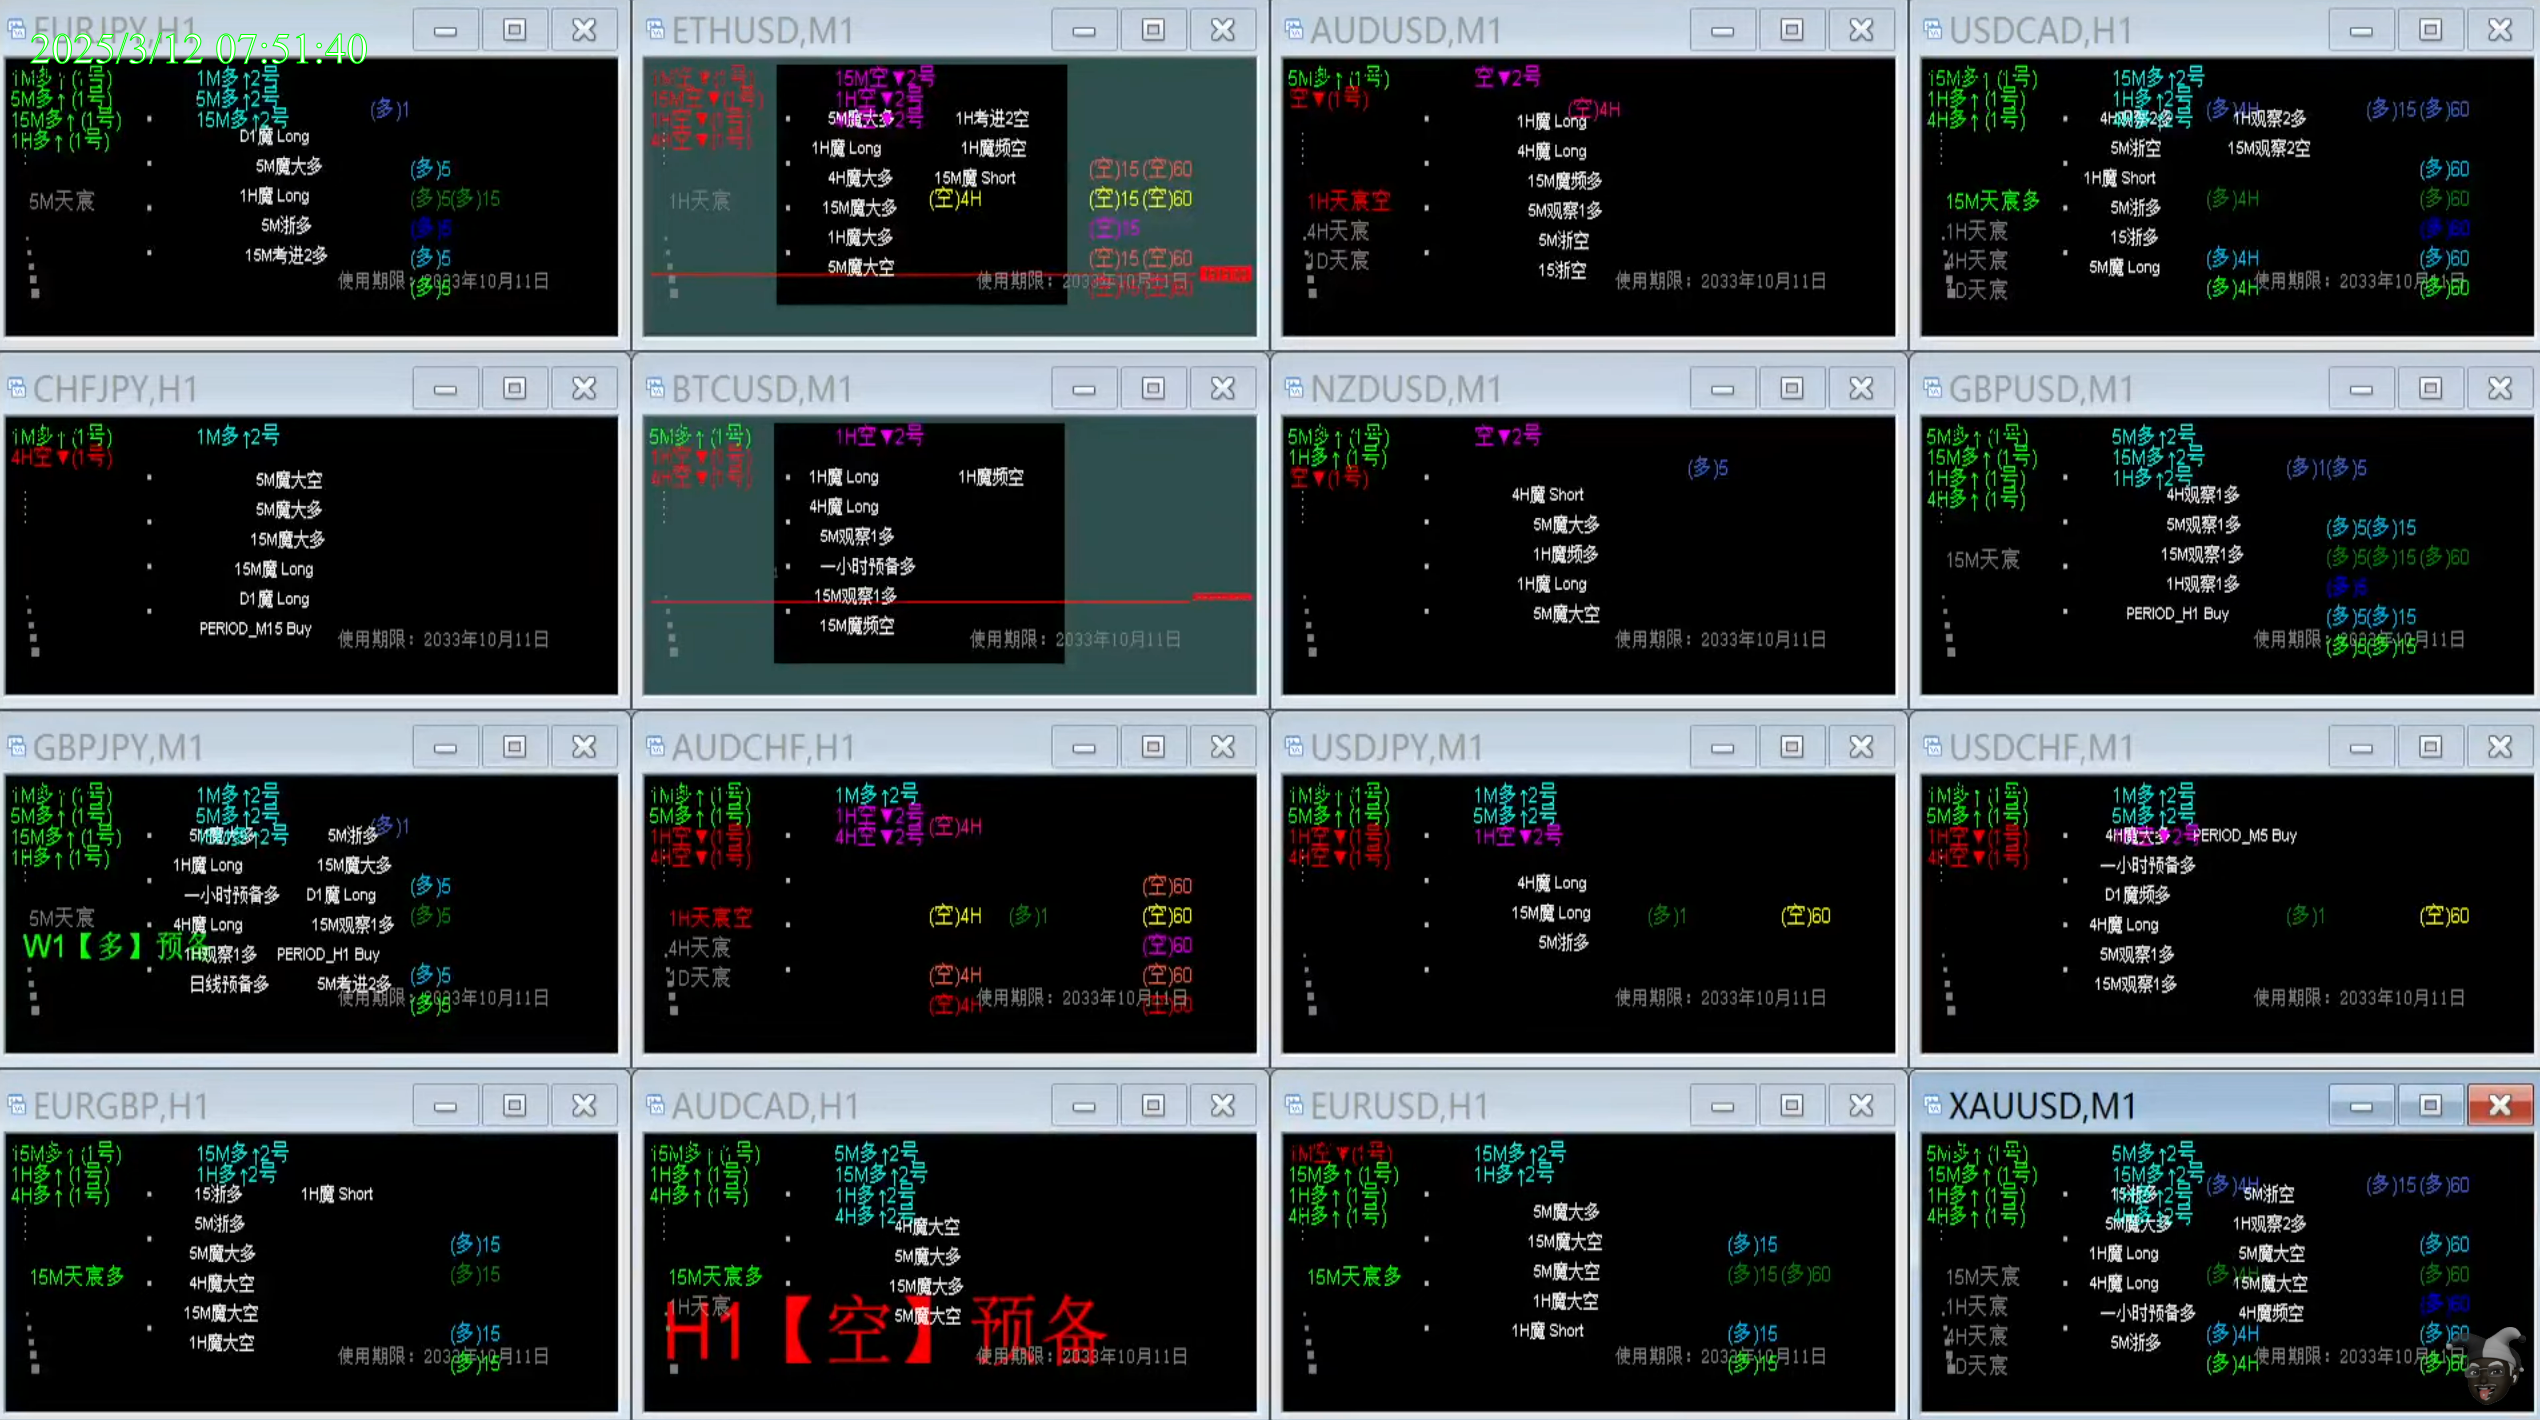 EURJPY,H1
2025/3/12 07:51:40
1M多↑(1号)
5M多↑(1号)
15M多↑(1号)
1H多↑(1号)
1M多↑2号
5M多↑2号
15M多↑2号
(多)1
D1魔 Long
5M魔大多
1H魔 Long
5M浙多
15M考进2多
5M天宸
(多)5
(多)5(多)15
(多)5
(多)5
(多)5
使用期限：2033年10月11日
ETHUSD,M1
15M空▼(1号)
1H空▼(1号)
4H空▼(1号)
15M空▼2号
1H空▼2号
5M魔大多
1H魔 Long
4H魔大多
15M魔大多
1H魔大多
5M魔大空
1H考进2空
1H魔频空
15M魔 Short
(空)4H
1H天宸
(空)15(空)60
(空)15(空)60
(空)15
(空)15(空)60
使用期限：2033年10月11日
AUDUSD,M1
5M多↑(1号)
空▼(1号)
空▼2号
(空)4H
1H魔 Long
4H魔 Long
15M魔频多
5M观察1多
5M浙空
15浙空
1H天宸空
4H天宸
1D天宸
使用期限：2033年10月11日
USDCAD,H1
15M多↑(1号)
1H多↑(1号)
4H多↑(1号)
15M多↑2号
1H多↑2号
(多)4H
(多)15(多)60
4H观察2多
5M浙空
1H魔 Short
5M浙多
15浙多
5M魔 Long
1H观察2多
15M观察2空
15M天宸多
1H天宸
4H天宸
1D天宸
(多)60
(多)4H
(多)60
(多)60
(多)4H
(多)60
(多)4H
(多)60
使用期限：2033年10月11日
CHFJPY,H1
1M多↑(1号)
4H空▼(1号)
1M多↑2号
5M魔大空
5M魔大多
15M魔大多
15M魔 Long
D1魔 Long
PERIOD_M15 Buy
使用期限：2033年10月11日
BTCUSD,M1
5M多↑(1号)
1H空▼(1号)
4H空▼(1号)
1H空▼2号
1H魔 Long
4H魔 Long
5M观察1多
一小时预备多
15M观察1多
15M魔频空
1H魔频空
使用期限：2033年10月11日
NZDUSD,M1
5M多↑(1号)
1H多↑(1号)
空▼(1号)
空▼2号
(多)5
4H魔 Short
5M魔大多
1H魔频多
1H魔 Long
5M魔大空
使用期限：2033年10月11日
GBPUSD,M1
5M多↑(1号)
15M多↑(1号)
1H多↑(1号)
4H多↑(1号)
5M多↑2号
15M多↑2号
1H多↑2号
(多)1(多)5
4H观察1多
5M观察1多
15M观察1多
1H观察1多
PERIOD_H1 Buy
15M天宸
(多)5(多)15
(多)5(多)15(多)60
(多)5
(多)5(多)15
(多)5(多)15
使用期限：2033年10月11日
GBPJPY,M1
1M多↑(1号)
5M多↑(1号)
15M多↑(1号)
1H多↑(1号)
1M多↑2号
5M多↑2号
15M多↑2号
(多)1
5M魔大多
1H魔 Long
一小时预备多
4H魔 Long
1H观察1多
日线预备多
5M浙多
15M魔大多
D1魔 Long
15M观察1多
PERIOD_H1 Buy
5M考进2多
5M天宸
W1【多】预备
(多)5
(多)5
(多)5
(多)5
使用期限：2033年10月11日
AUDCHF,H1
1M多↑(1号)
5M多↑(1号)
1H空▼(1号)
4H空▼(1号)
1M多↑2号
1H空▼2号
4H空▼2号
(空)4H
(空)60
1H天宸空
4H天宸
1D天宸
(空)4H
(多)1
(空)60
(空)60
(空)4H
(空)60
(空)4H
(空)60
使用期限：2033年10月11日
USDJPY,M1
1M多↑(1号)
5M多↑(1号)
1H空▼(1号)
4H空▼(1号)
1M多↑2号
5M多↑2号
1H空▼2号
4H魔 Long
15M魔 Long
5M浙多
(多)1
(空)60
使用期限：2033年10月11日
USDCHF,M1
1M多↑(1号)
5M多↑(1号)
1H空▼(1号)
4H空▼(1号)
1M多↑2号
5M多↑2号
4H魔大多
PERIOD_M5 Buy
一小时预备多
D1魔频多
4H魔 Long
5M观察1多
15M观察1多
(多)1
(空)60
使用期限：2033年10月11日
EURGBP,H1
15M多↑(1号)
1H多↑(1号)
4H多↑(1号)
15M多↑2号
1H多↑2号
15浙多
5M浙多
5M魔大多
4H魔大空
15M魔大空
1H魔大空
1H魔 Short
15M天宸多
(多)15
(多)15
(多)15
(多)15
使用期限：2033年10月11日
AUDCAD,H1
15M多↑(1号)
1H多↑(1号)
4H多↑(1号)
5M多↑2号
15M多↑2号
1H多↑2号
4H多↑2号
4H魔大空
5M魔大多
15M魔大多
5M魔大空
15M天宸多
1H天宸
H1【空】预备
使用期限：2033年10月11日
EURUSD,H1
1M空▼(1号)
15M多↑(1号)
1H多↑(1号)
4H多↑(1号)
15M多↑2号
1H多↑2号
5M魔大多
15M魔大空
5M魔大空
1H魔大空
1H魔 Short
15M天宸多
(多)15
(多)15(多)60
(多)15
(多)15
使用期限：2033年10月11日
XAUUSD,M1
5M多↑(1号)
15M多↑(1号)
1H多↑(1号)
4H多↑(1号)
5M多↑2号
15M多↑2号
(多)4H
(多)15(多)60
15浙多
5M魔大多
1H魔 Long
4H魔 Long
一小时预备多
5M浙多
5M浙空
1H观察2多
5M魔大空
15M魔大空
4H魔频空
15M天宸
1H天宸
4H天宸
1D天宸
(多)60
(多)4H
(多)60
(多)60
(多)4H
(多)60
(多)4H
(多)60
使用期限：2033年10月11日